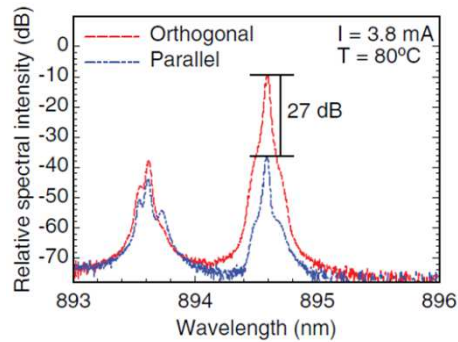 Relative spectral intensity (dB)
0
-10
-20
-30
-40
-50
-60
-70
Orthogonal
Parallel
I = 3.8 mA
T = 80ºC
27 dB
893
894
895
896
Wavelength (nm)